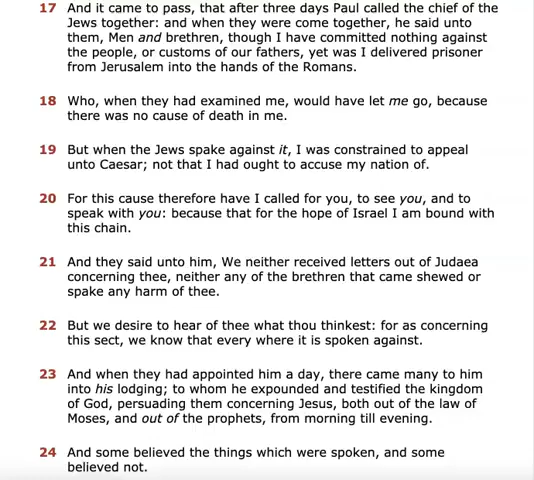 17 And it came to pass, that after three days Paul called the chief of the
Jews together: and when they were come together, he said unto
them, Men and brethren, though I have committed nothing against
the people, or customs of our fathers, yet was I delivered prisoner
from Jerusalem into the hands of the Romans.
18 Who, when they had examined me, would have let me go, because
there was no cause of death in me.
19 But when the Jews spake against it, I was constrained to appeal
unto Caesar; not that I had ought to accuse my nation of.
20 For this cause therefore have I called for you, to see you, and to
speak with you: because that for the hope of Israel I am bound with
this chain.
21 And they said unto him, We neither received letters out of Judaea
concerning thee, neither any of the brethren that came shewed or
spake any harm of thee.
22 But we desire to hear of thee what thou thinkest: for as concerning
this sect, we know that every where it is spoken against.
23 And when they had appointed him a day, there came many to him
into his lodging; to whom he expounded and testified the kingdom
of God, persuading them concerning Jesus, both out of the law of
Moses, and out of the prophets, from morning till evening.
24 And some believed the things which were spoken, and some
believed not.